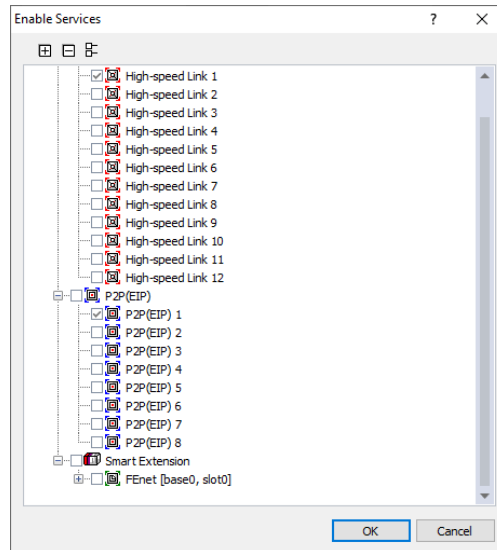 Enable Services
High-speed Link 1
High-speed Link 2
High-speed Link 3
High-speed Link 4
High-speed Link 5
High-speed Link 6
High-speed Link 7
High-speed Link 8
High-speed Link 9
High-speed Link 10
High-speed Link 11
High-speed Link 12
P2P(EIP)
P2P(EIP) 1
P2P(EIP) 2
P2P(EIP) 3
P2P(EIP) 4
P2P(EIP) 5
P2P(EIP) 6
P2P(EIP) 7
P2P(EIP) 8
Smart Extension
FEnet [base0, slot0]
OK Cancel